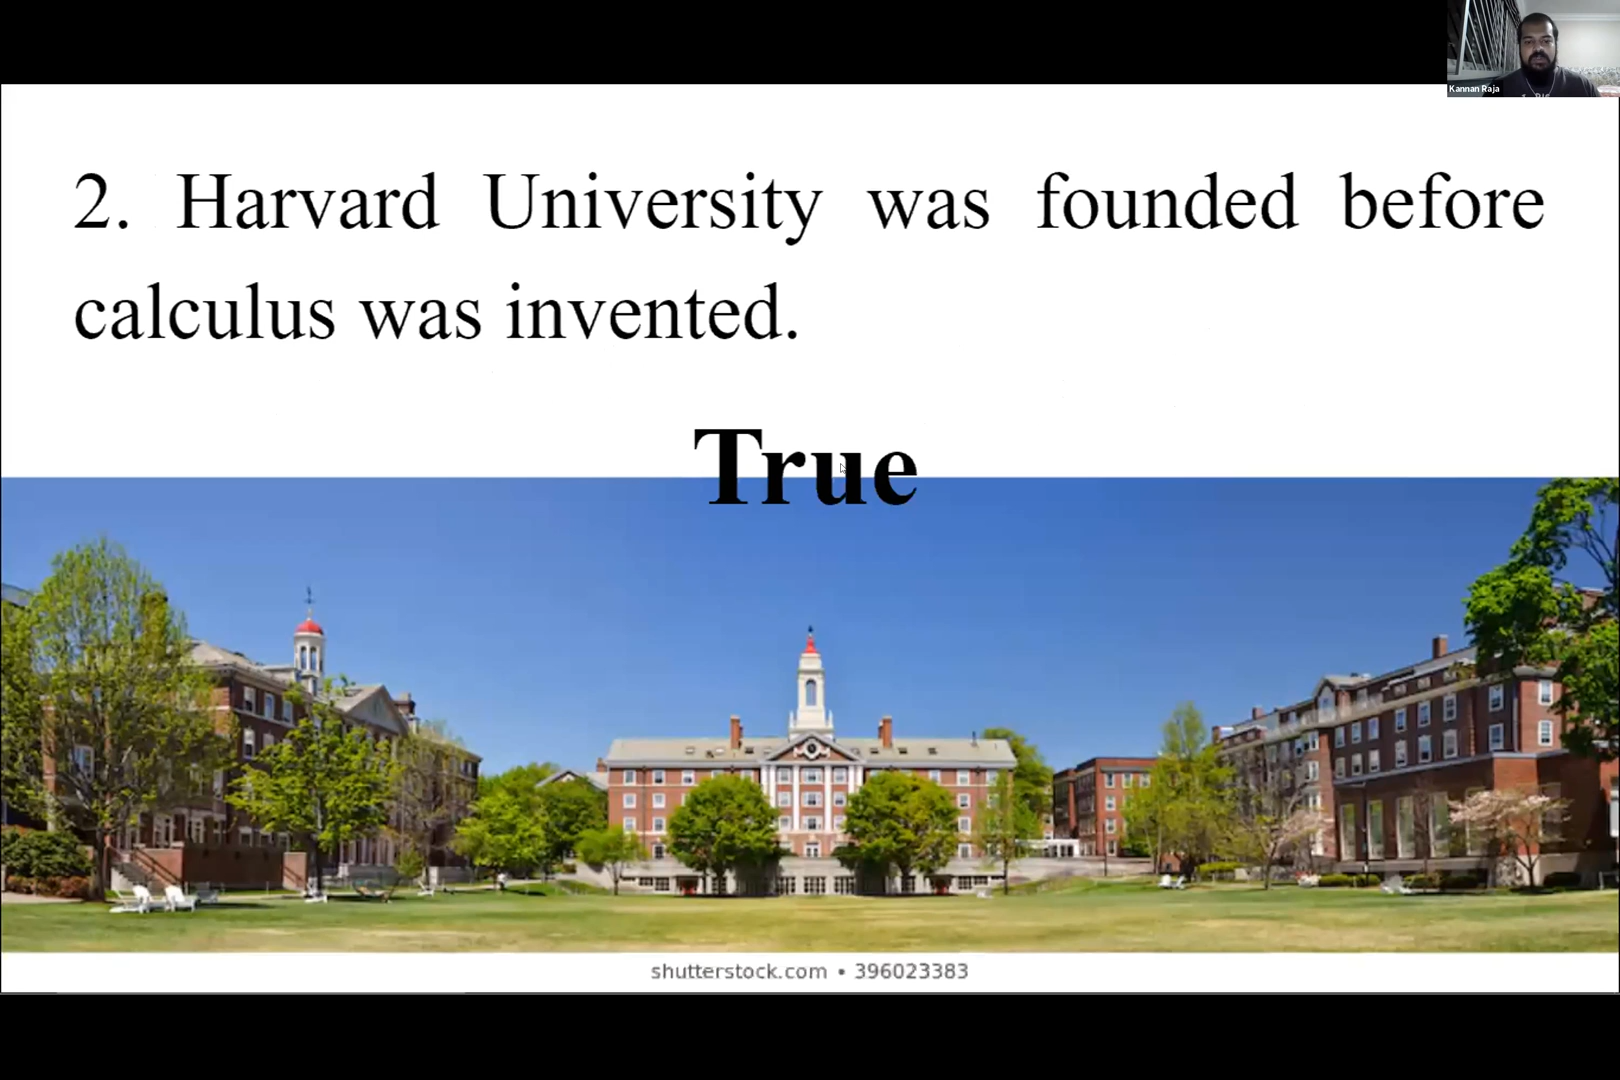 Kannan Raja
2. Harvard University was founded before
calculus was invented.
True
shutterstock.com • 396023383